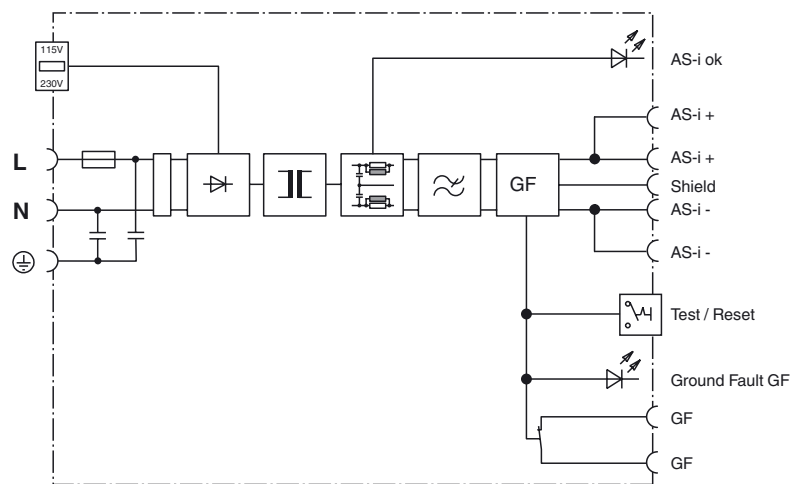 115V
230V
AS-i ok
AS-i +
L
AS-i +
GF
Shield
N
AS-i -
AS-i -
Test / Reset
Ground Fault GF
GF
GF